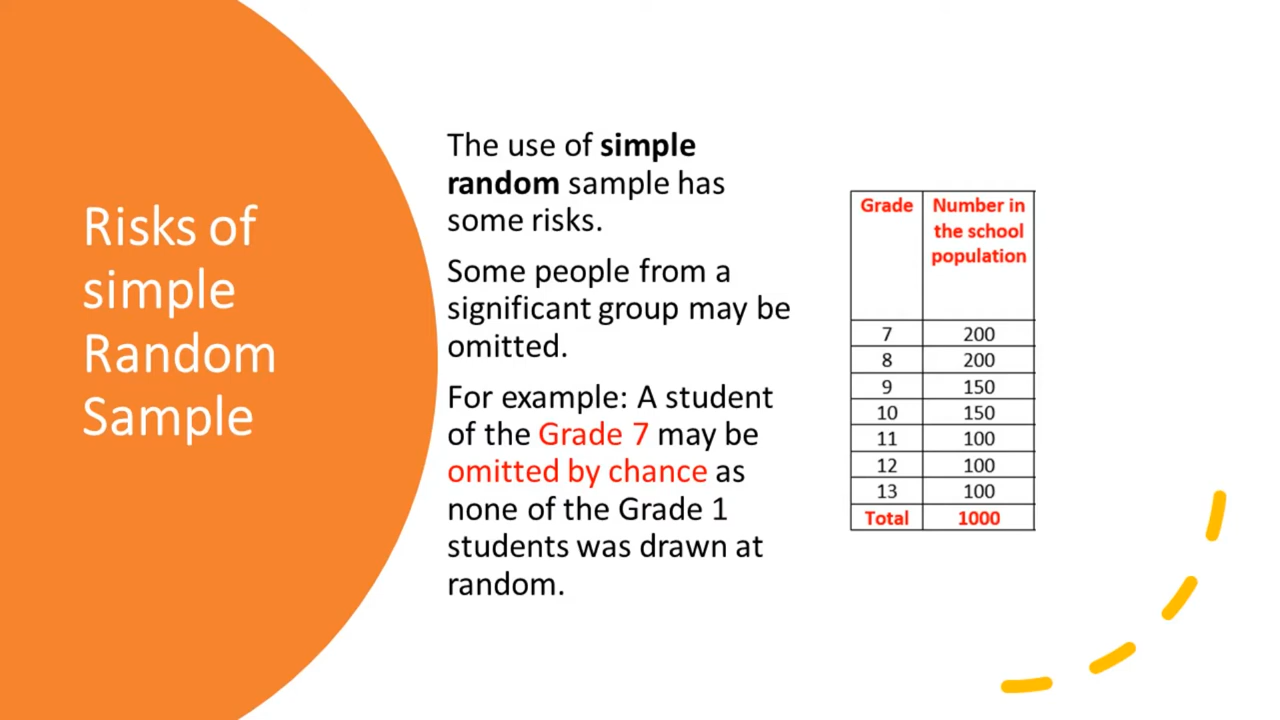 Risks of
simple
Random
Sample
The use of simple
random sample has
some risks.
Some people from a
significant group may be
omitted.
For example: A student
of the Grade 7 may be
omitted by chance as
none of the Grade 1
students was drawn at
random.
Grade Number in
the school
population
7 200
8 200
9 150
10 150
11 100
12 100
13 100
Total 1000